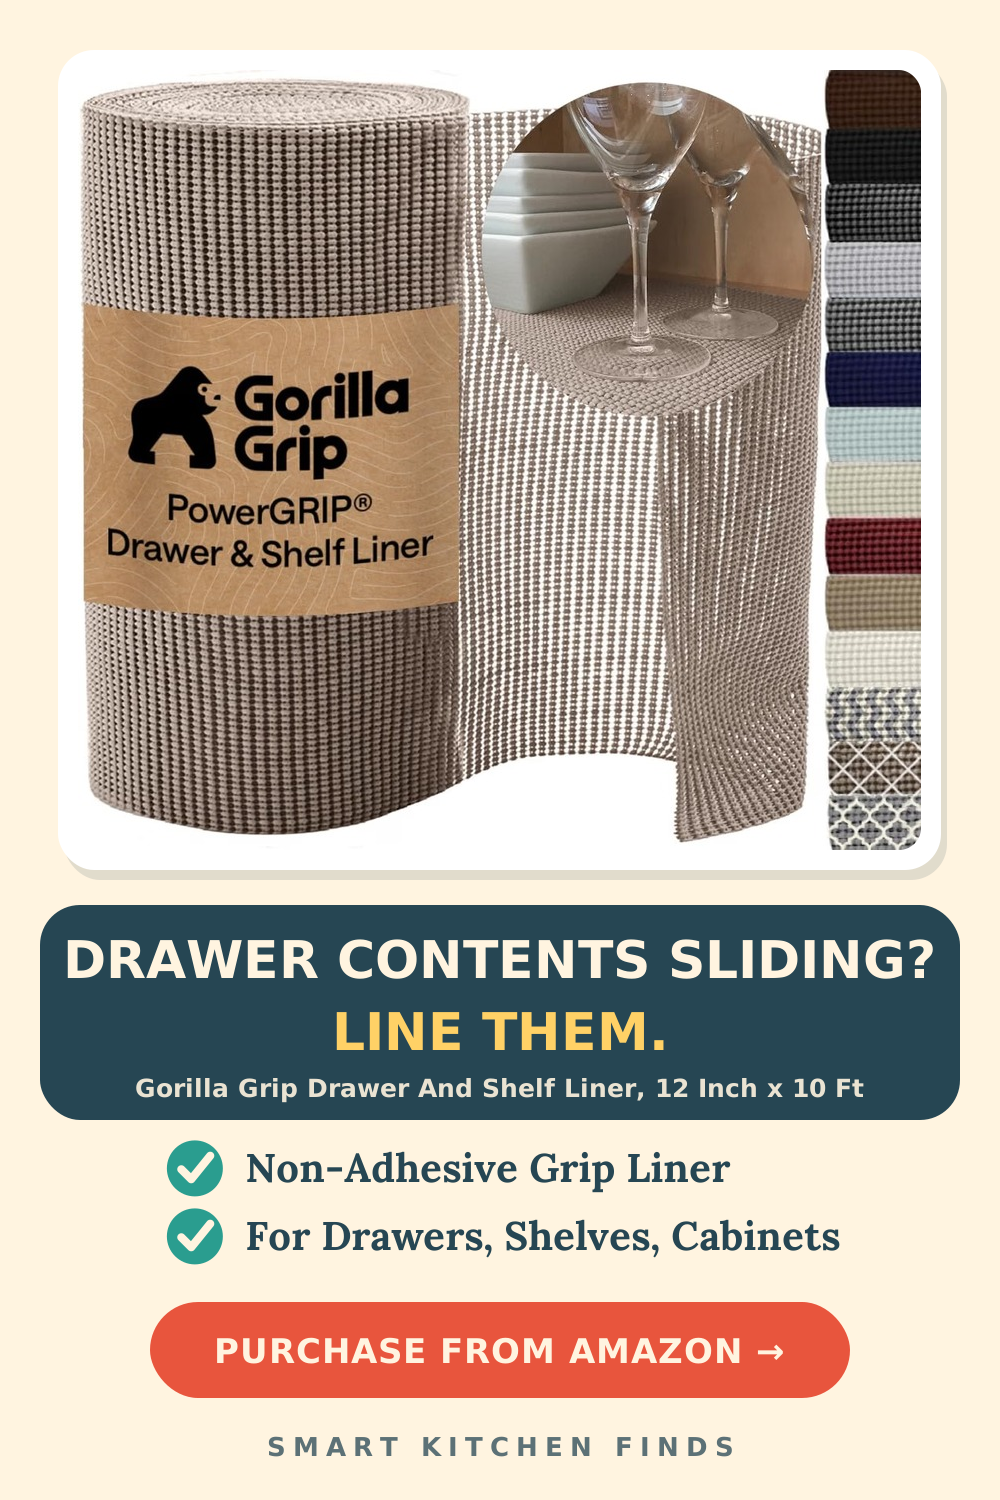 Gorilla
Grip
PowerGRIP®
Drawer & Shelf Liner
DRAWER CONTENTS SLIDING?
LINE THEM.
Gorilla Grip Drawer And Shelf Liner, 12 Inch x 10 Ft
Non-Adhesive Grip Liner
For Drawers, Shelves, Cabinets
PURCHASE FROM AMAZON →
SMART KITCHEN FINDS